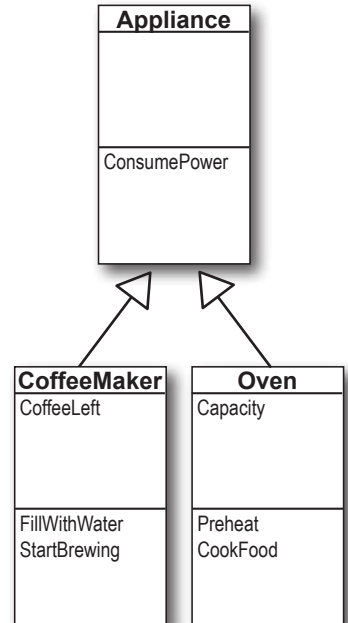 Appliance
ConsumePower
CoffeeMaker
CoffeeLeft
FillWithWater
StartBrewing
Oven
Capacity
Preheat
CookFood